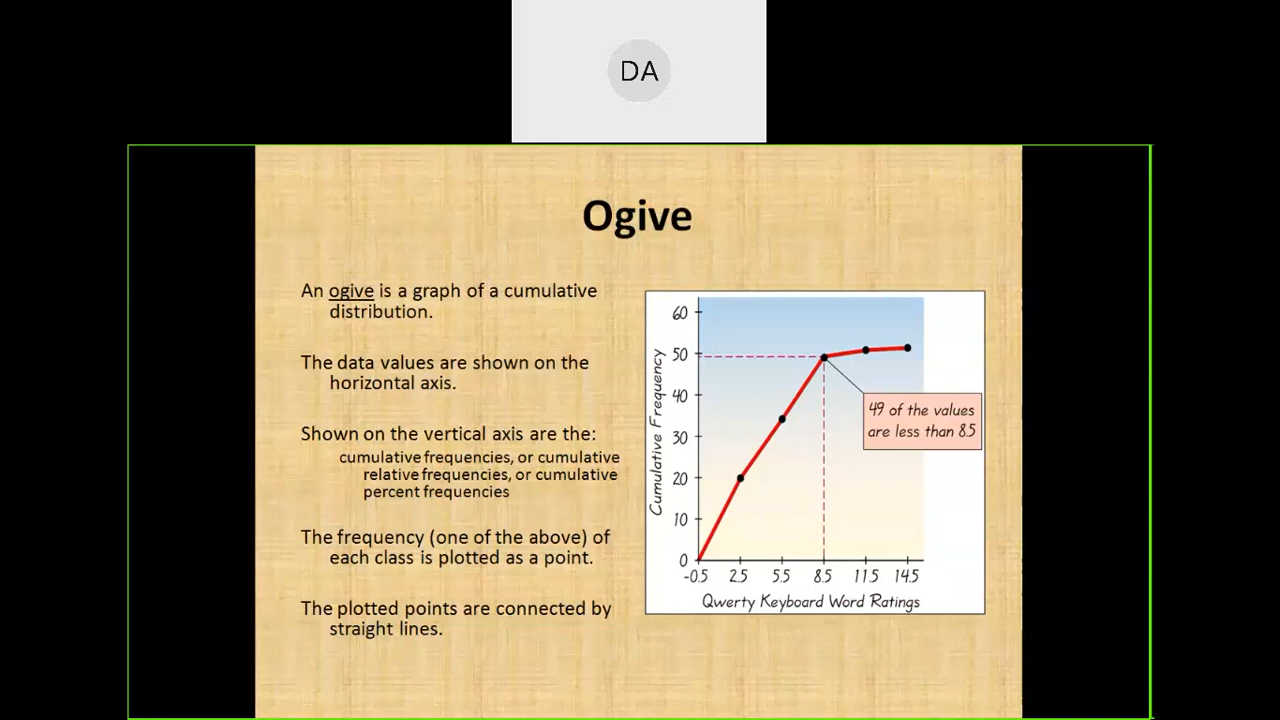 DA
Ogive
An ogive is a graph of a cumulative
distribution.
The data values are shown on the
horizontal axis.
Shown on the vertical axis are the:
cumulative frequencies, or cumulative
relative frequencies, or cumulative
percent frequencies
The frequency (one of the above) of
each class is plotted as a point.
The plotted points are connected by
straight lines.
Cumulative Frequency
60
50
40
30
20
10
0
49 of the values
are less than 8.5
-0.5 2.5 5.5 8.5 11.5 14.5
Qwerty Keyboard Word Ratings